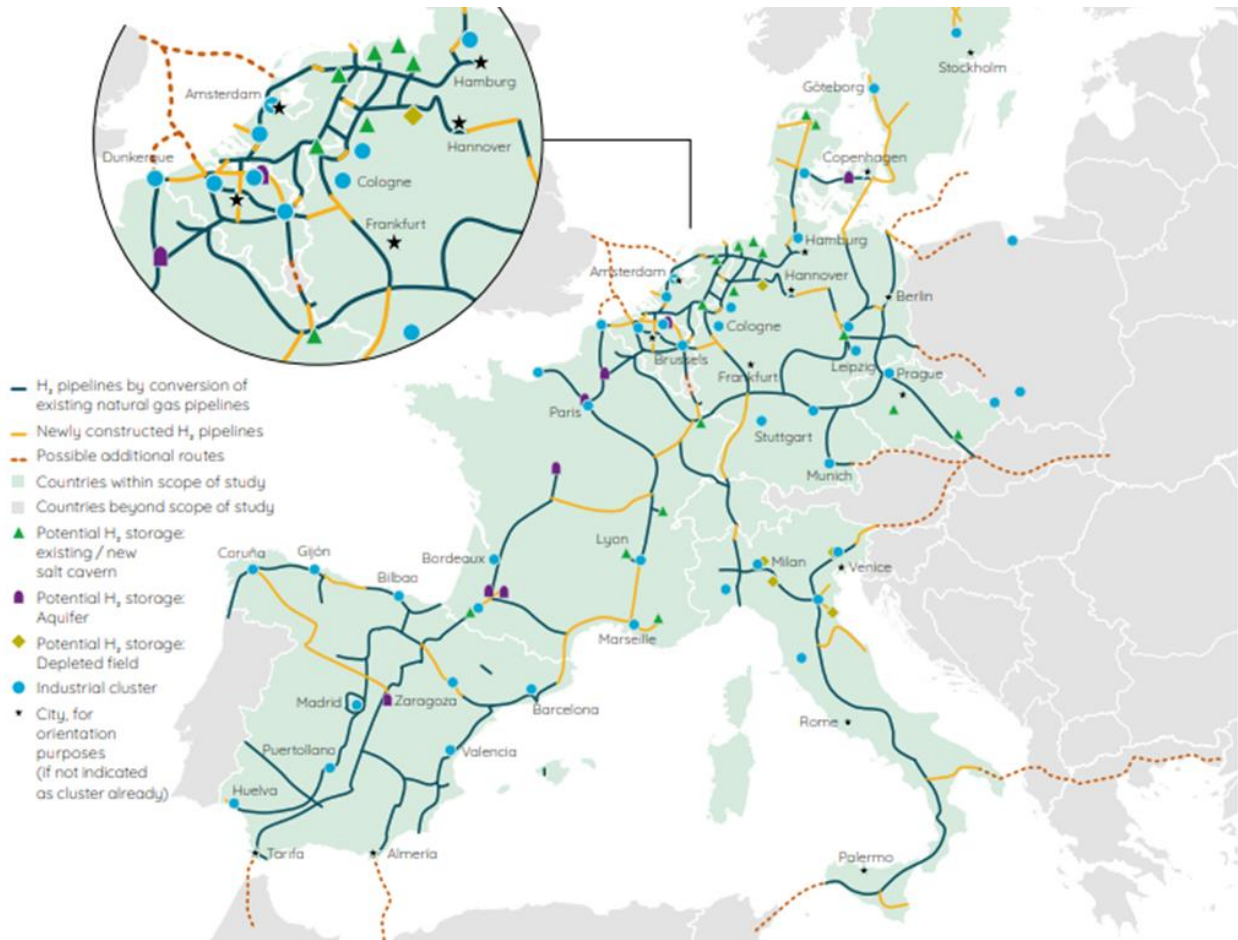 Amsterdam
Hamburg
Dunkerque
Hannover
Cologne
Frankfurt
Stockholm
Göteborg
Copenhagen
Hamburg
Amsterdam
Hannover
Berlin
Cologne
Brussels
Leipzig
Frankfurt
Prague
Paris
Stuttgart
Munich
Lyon
Milan
Venice
Bordeaux
Coruña
Gijón
Bilbao
Marseille
Madrid
Zaragoza
Barcelona
Rome
Puertollano
Valencia
Huelva
Tarifa
Almería
Palermo
H₂ pipelines by conversion of
existing natural gas pipelines
Newly constructed H₂ pipelines
Possible additional routes
Countries within scope of study
Countries beyond scope of study
Potential H₂ storage:
existing / new
salt cavern
Potential H₂ storage:
Aquifer
Potential H₂ storage:
Depleted field
Industrial cluster
City, for
orientation
purposes
(if not indicated
as cluster already)